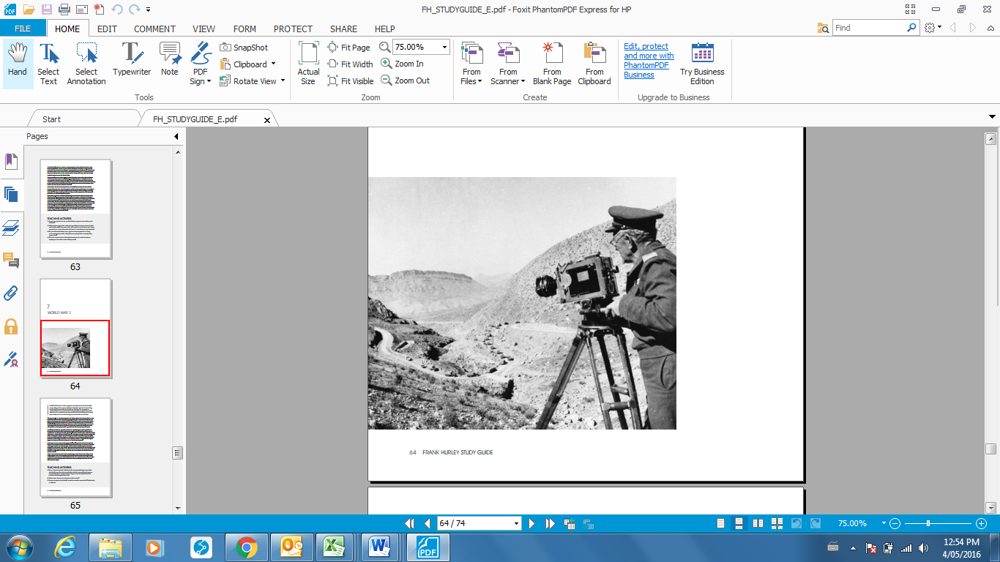 FH_STUDYGUIDE_E.pdf - Foxit PhantomPDF Express for HP
FILE HOME EDIT COMMENT VIEW FORM PROTECT SHARE HELP
Find
Hand
Select Text
Select Annotation
Typewriter
Note
PDF Sign
SnapShot
Clipboard
Rotate View
Tools
Actual Size
Fit Page
Fit Width
Fit Visible
75.00%
Zoom In
Zoom Out
Zoom
From Files
From Scanner
From Blank Page
From Clipboard
Create
Edit, protect
and more with
PhantomPDF
Business
Try Business Edition
Upgrade to Business
Start
FH_STUDYGUIDE_E.pdf
Pages
TEACHING ACTIVITIES
63
7
WORLD WAR 2
64
TEACHING ACTIVITIES
65
64 FRANK HURLEY STUDY GUIDE
64 / 74
75.00%
PDF
12:54 PM
4/05/2016